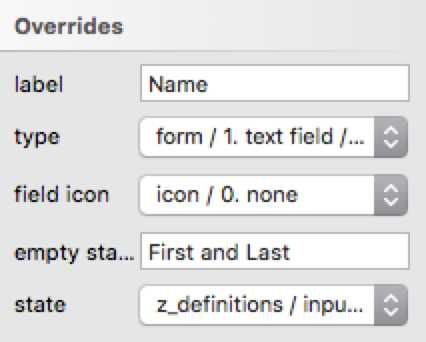 Overrides
label Name
type form / 1. text field /...
field icon icon / 0. none
empty sta... First and Last
state z_definitions / inpu...